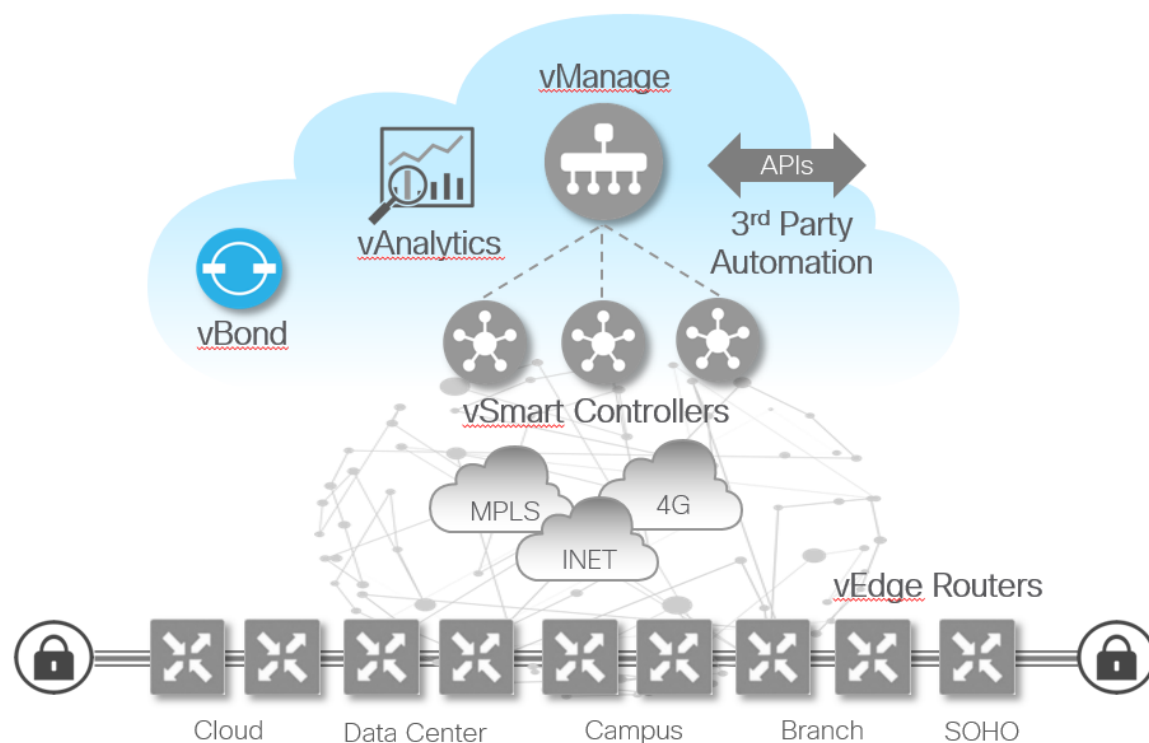 vManage
APIs
vAnalytics
3rd Party
Automation
vBond
vSmart Controllers
MPLS
4G
INET
vEdge Routers
Cloud
Data Center
Campus
Branch
SOHO